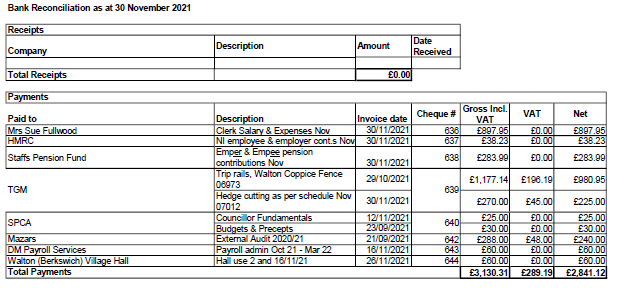 Bank Reconciliation as at 30 November 2021
Receipts
Company Description Amount Date Received
Total Receipts £0.00
Payments
Paid to Description Invoice date Cheque # Gross Incl. VAT VAT Net
Mrs Sue Fullwood Clerk Salary & Expenses Nov 30/11/2021 636 £897.95 £0.00 £897.95
HMRC NI employee & employer cont.s Nov 30/11/2021 637 £38.23 £0.00 £38.23
Staffs Pension Fund Emper & Empee pension contributions Nov 30/11/2021 638 £283.99 £0.00 £283.99
TGM Trip rails, Walton Coppice Fence 06973 29/10/2021 639 £1,177.14 £196.19 £980.95
Hedge cutting as per schedule Nov 07012 30/11/2021 £270.00 £45.00 £225.00
SPCA Councillor Fundamentals 12/11/2021 640 £25.00 £0.00 £25.00
Budgets & Precepts 23/09/2021 £30.00 £0.00 £30.00
Mazars External Audit 2020/21 21/09/2021 642 £288.00 £48.00 £240.00
DM Payroll Services Payroll admin Oct 21 - Mar 22 16/11/2021 643 £60.00 £0.00 £60.00
Walton (Berkswich) Village Hall Hall use 2 and 16/11/21 26/11/2021 644 £60.00 £0.00 £60.00
Total Payments £3,130.31 £289.19 £2,841.12